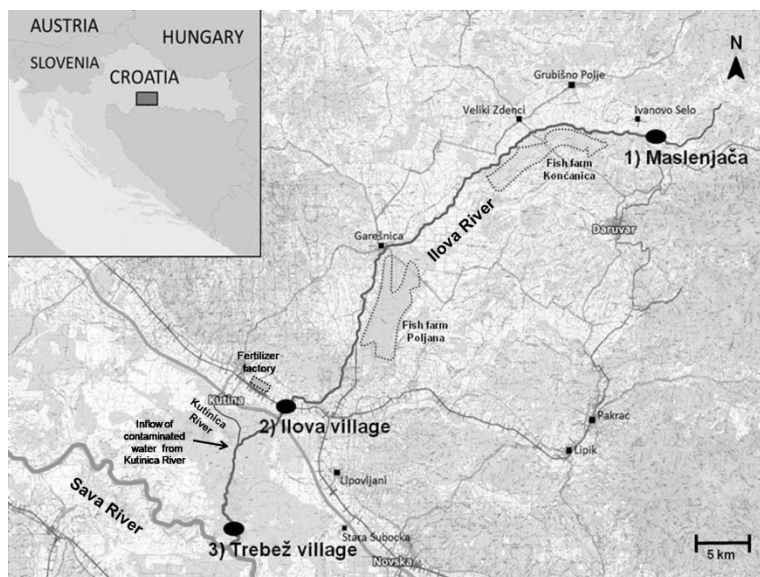 AUSTRIA
HUNGARY
SLOVENIA
CROATIA
N
Grubišno Polje
Veliki Zdenci
Ivanovo Selo
1) Maslenjača
Fish farm
Končanica
Ilova River
Daruvar
Garešnica
Fish farm
Poljana
Fertilizer
factory
Kutina
Kutinica
River
2) Ilova village
Inflow of
contaminated
water from
Kutinica River
Pakrac
Lipik
Lipovljani
Sava River
3) Trebež village
Stara Subocka
Novska
5 km